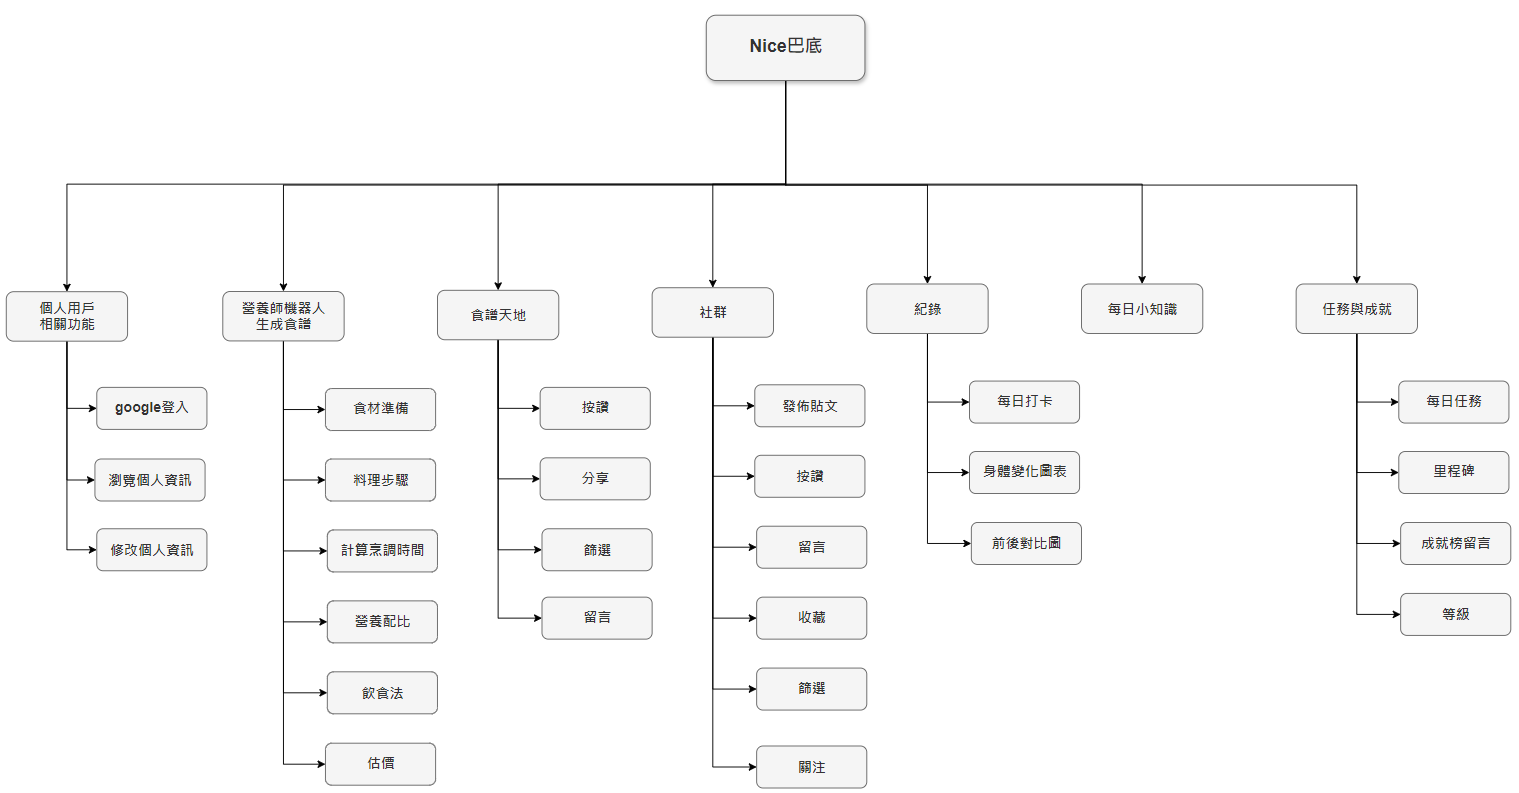 Nice巴底
個人用戶
相關功能
google登入
瀏覽個人資訊
修改個人資訊
營養師機器人
生成食譜
食材準備
料理步驟
計算烹調時間
營養配比
飲食法
估價
食譜天地
按讚
分享
篩選
留言
社群
發佈貼文
按讚
留言
收藏
篩選
關注
紀錄
每日打卡
身體變化圖表
前後對比圖
每日小知識
任務與成就
每日任務
里程碑
成就榜留言
等級